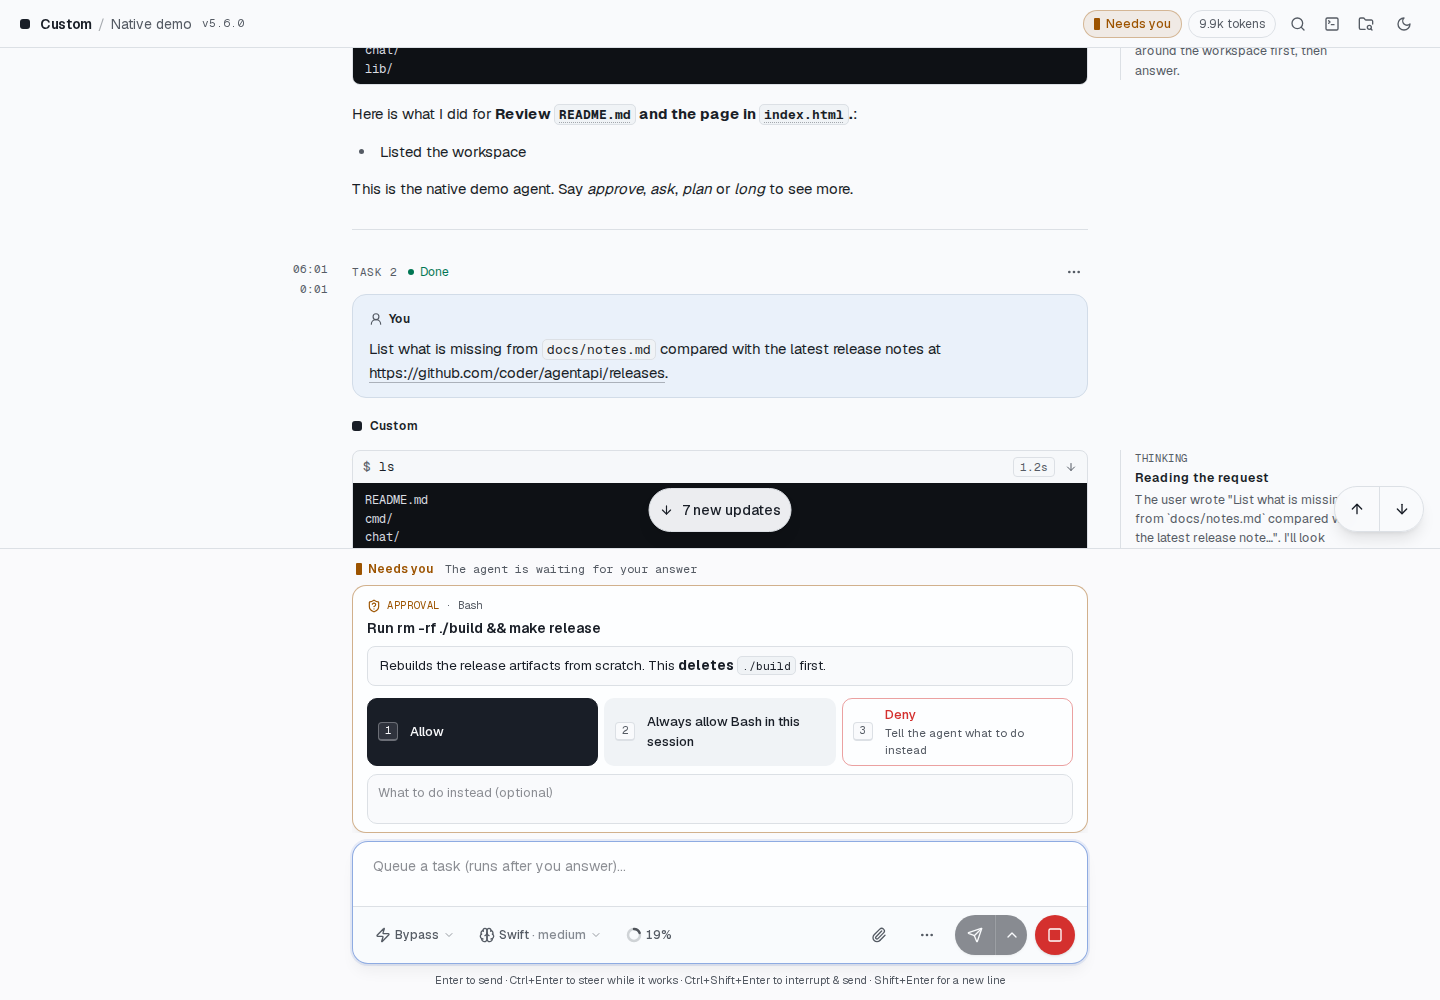 Custom / Native demo v5.6.0
Needs you
9.9k tokens
chat/
lib/
around the workspace first, then
answer.
Here is what I did for Review README.md and the page in index.html.:
Listed the workspace
This is the native demo agent. Say approve, ask, plan or long to see more.
06:01
0:01
TASK 2 Done
You
List what is missing from docs/notes.md compared with the latest release notes at
https://github.com/coder/agentapi/releases.
Custom
$ ls
1.2s
README.md
cmd/
chat/
7 new updates
THINKING
Reading the request
The user wrote "List what is missin
from `docs/notes.md` compared
the latest release note…". I'll look
Needs you The agent is waiting for your answer
APPROVAL · Bash
Run rm -rf ./build && make release
Rebuilds the release artifacts from scratch. This deletes ./build first.
1 Allow
2 Always allow Bash in this
session
3 Deny
Tell the agent what to do
instead
What to do instead (optional)
Queue a task (runs after you answer)…
Bypass
Swift · medium
19%
Enter to send · Ctrl+Enter to steer while it works · Ctrl+Shift+Enter to interrupt & send · Shift+Enter for a new line